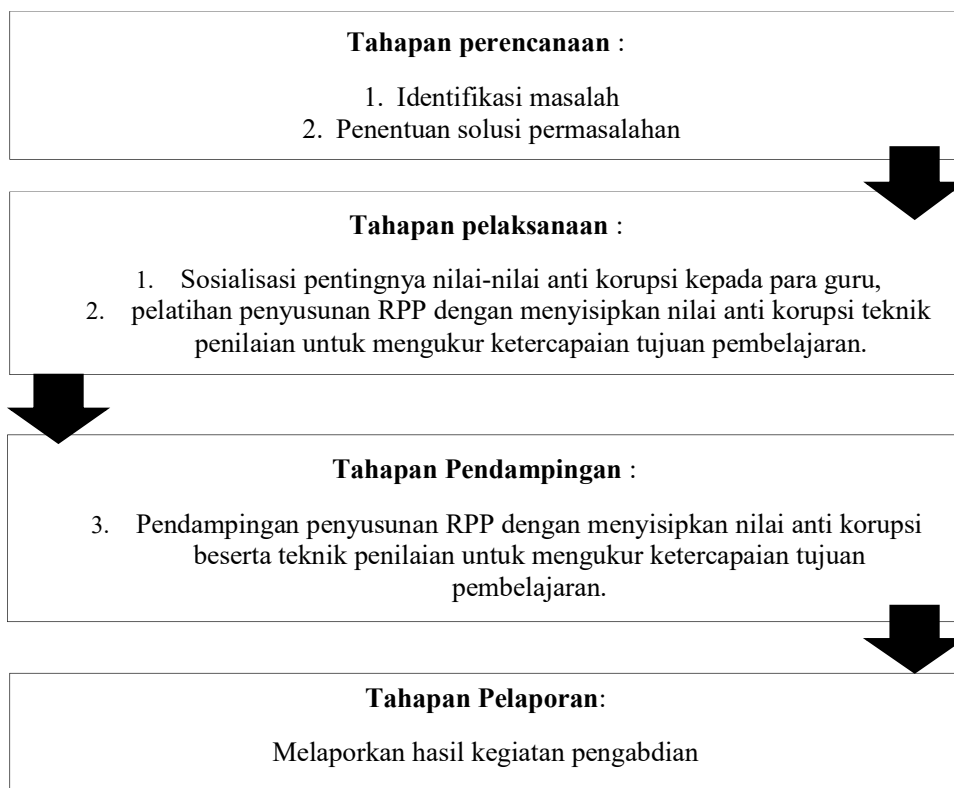 Tahapan perencanaan :
1. Identifikasi masalah
2. Penentuan solusi permasalahan
Tahapan pelaksanaan :
1. Sosialisasi pentingnya nilai-nilai anti korupsi kepada para guru,
2. pelatihan penyusunan RPP dengan menyisipkan nilai anti korupsi teknik
penilaian untuk mengukur ketercapaian tujuan pembelajaran.
Tahapan Pendampingan :
3. Pendampingan penyusunan RPP dengan menyisipkan nilai anti korupsi
beserta teknik penilaian untuk mengukur ketercapaian tujuan
pembelajaran.
Tahapan Pelaporan:
Melaporkan hasil kegiatan pengabdian